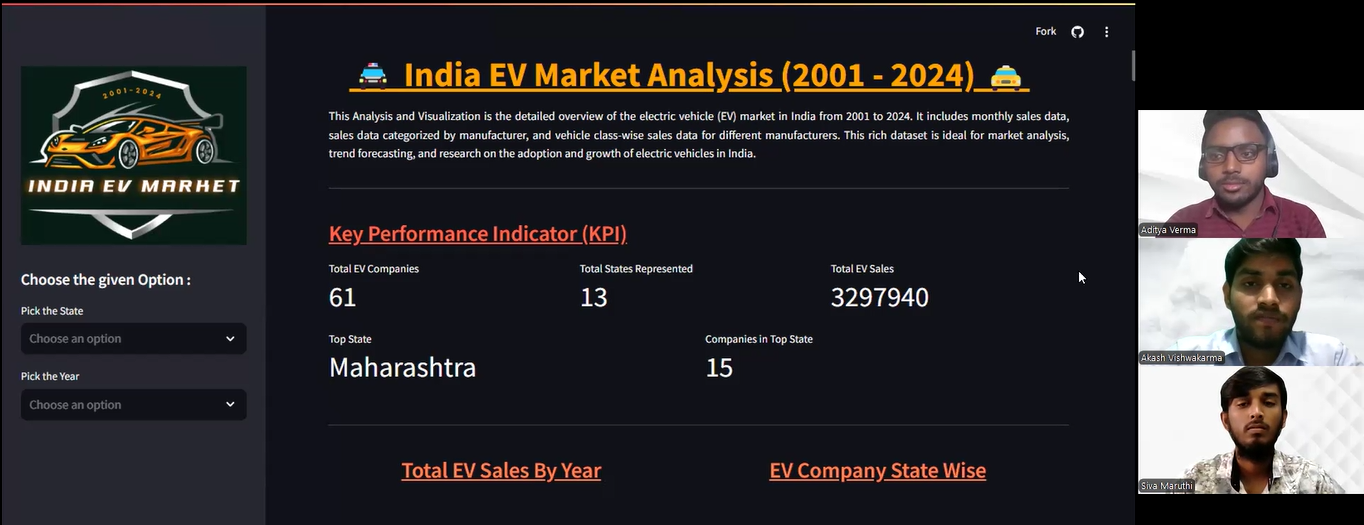 Fork
2001-2024
INDIA EV MARKET
Choose the given Option :
Pick the State
Choose an option
Pick the Year
Choose an option
India EV Market Analysis (2001 - 2024)
This Analysis and Visualization is the detailed overview of the electric vehicle (EV) market in India from 2001 to 2024. It includes monthly sales data,
sales data categorized by manufacturer, and vehicle class-wise sales data for different manufacturers. This rich dataset is ideal for market analysis,
trend forecasting, and research on the adoption and growth of electric vehicles in India.
Key Performance Indicator (KPI)
Total EV Companies
61
Total States Represented
13
Total EV Sales
3297940
Top State
Maharashtra
Companies in Top State
15
Total EV Sales By Year
EV Company State Wise
Aditya Verma
Akash Vishwakarma
Siva Maruthi